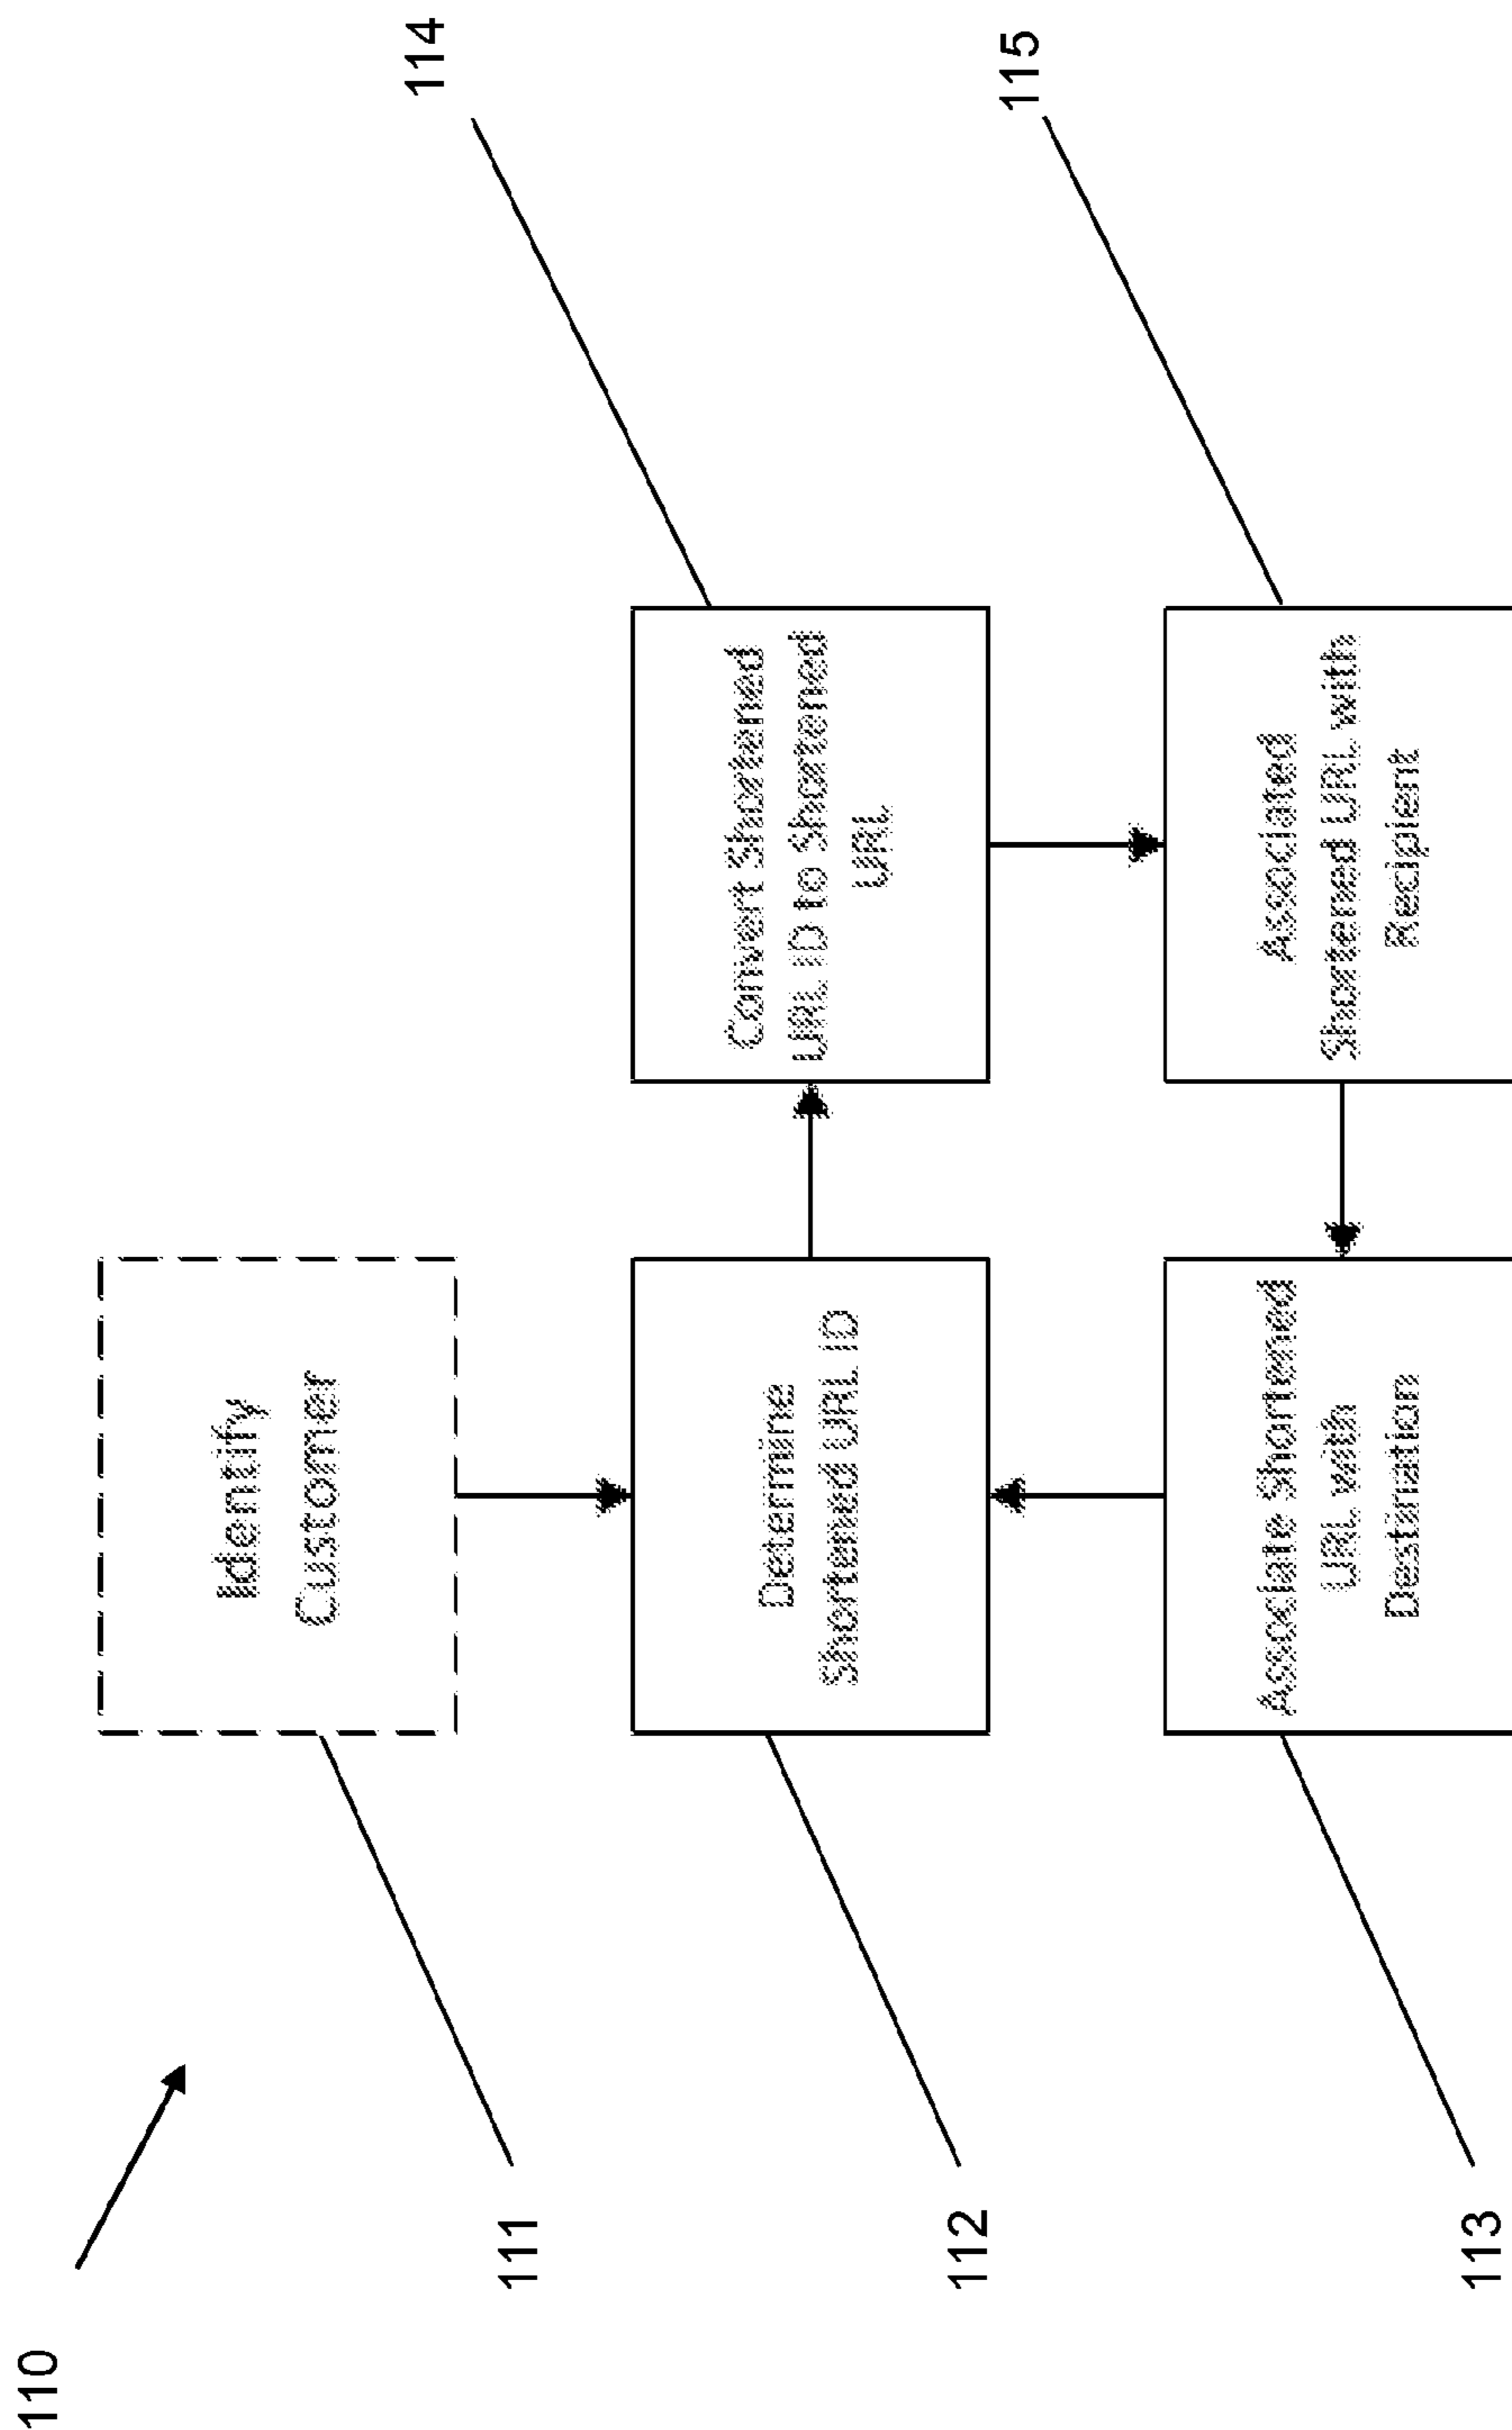 110
111
Identify
Customer
112
Determine
Shortened URL ID
114
Convert Shortened
URL ID to Shortened
URL
113
Associate Shortened
URL with
Destination
115
Associated
Shortened URL with
Recipient